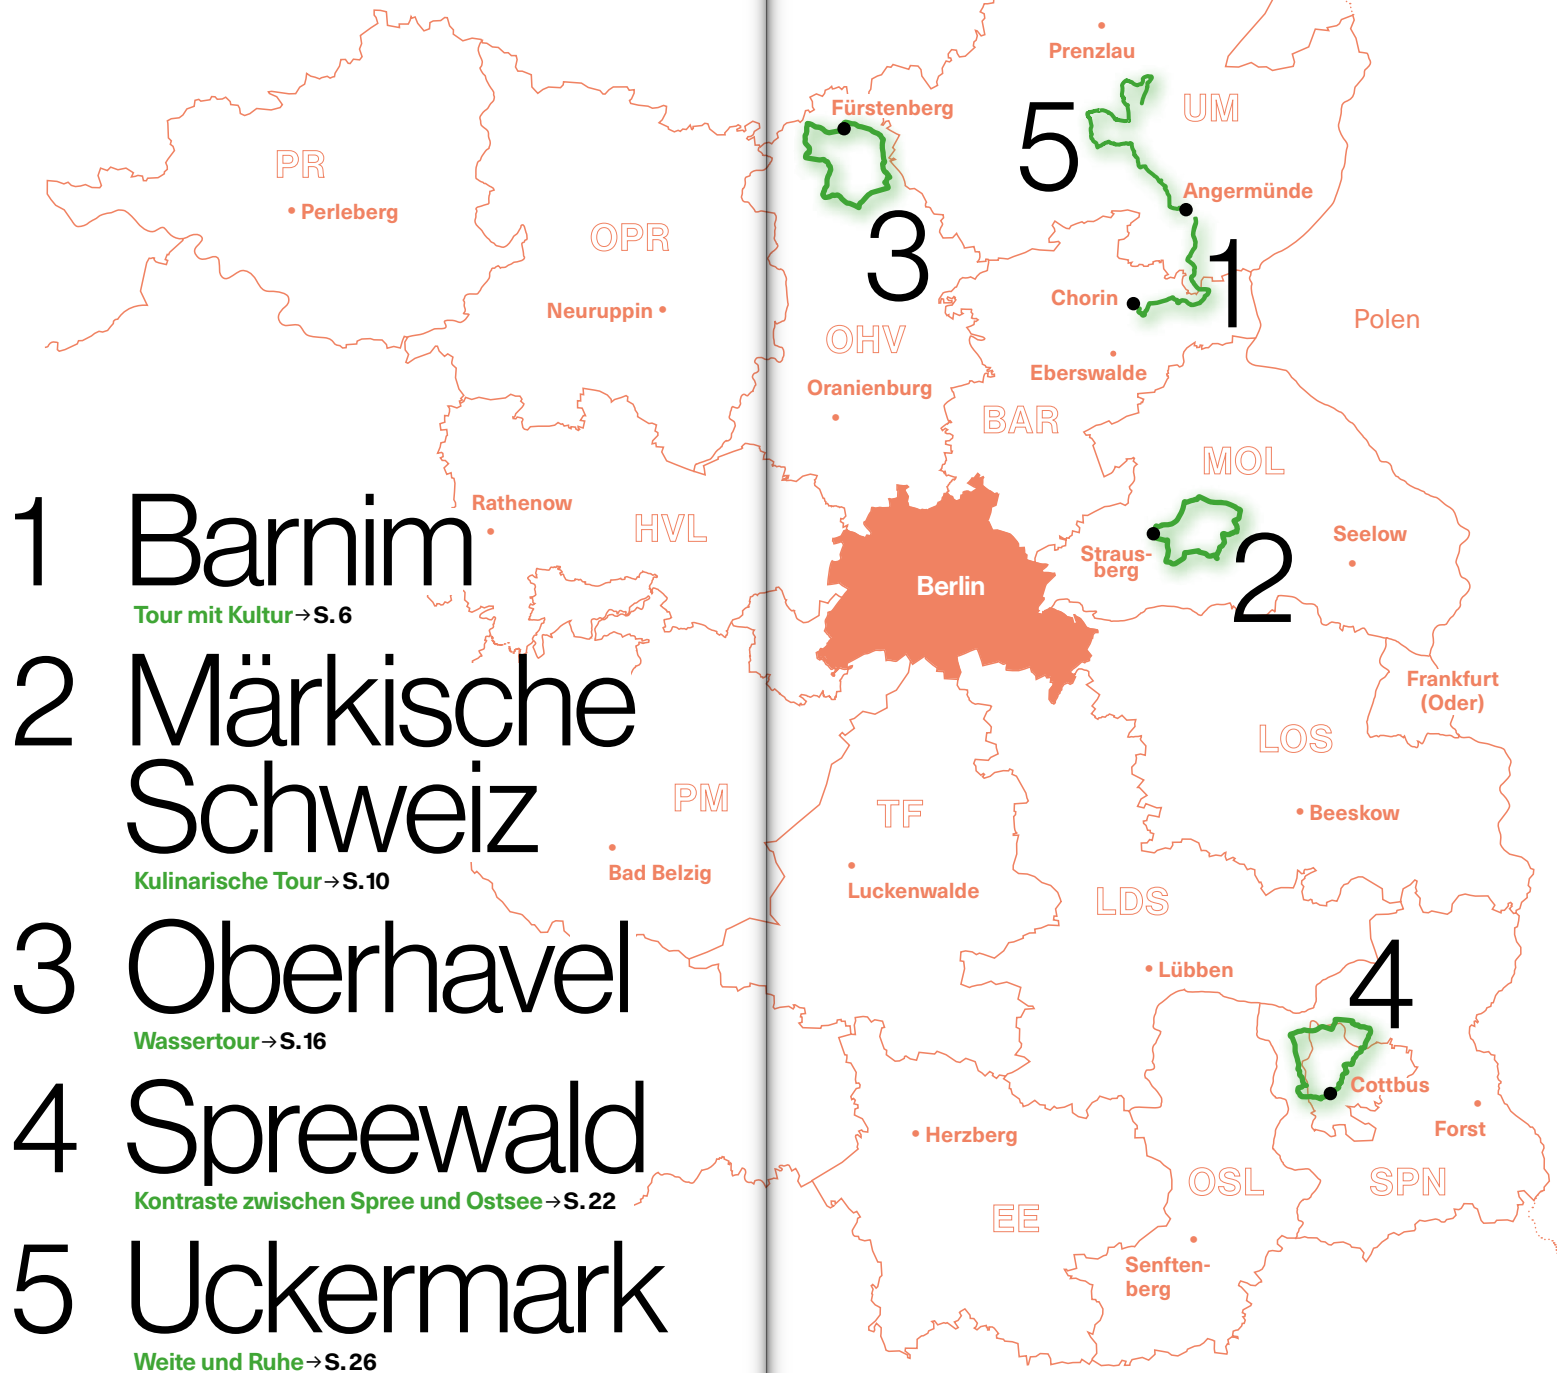 1 Barnim
Tour mit Kultur→S. 6
2 Märkische
Schweiz
Kulinarische Tour→S. 10
3 Oberhavel
Wassertour→S. 16
4 Spreewald
Kontraste zwischen Spree und Ostsee→S. 22
5 Uckermark
Weite und Ruhe→S. 26
PR
Perleberg
OPR
Neuruppin
Rathenow
HVL
PM
Bad Belzig
Prenzlau
Fürstenberg
5
UM
Angermünde
3
1
Chorin
Polen
OHV
Eberswalde
Oranienburg
BAR
MOL
Straus-
berg
2
Seelow
Berlin
Frankfurt
(Oder)
LOS
TF
Beeskow
Luckenwalde
LDS
Lübben
4
Cottbus
Forst
Herzberg
OSL
SPN
EE
Senften-
berg